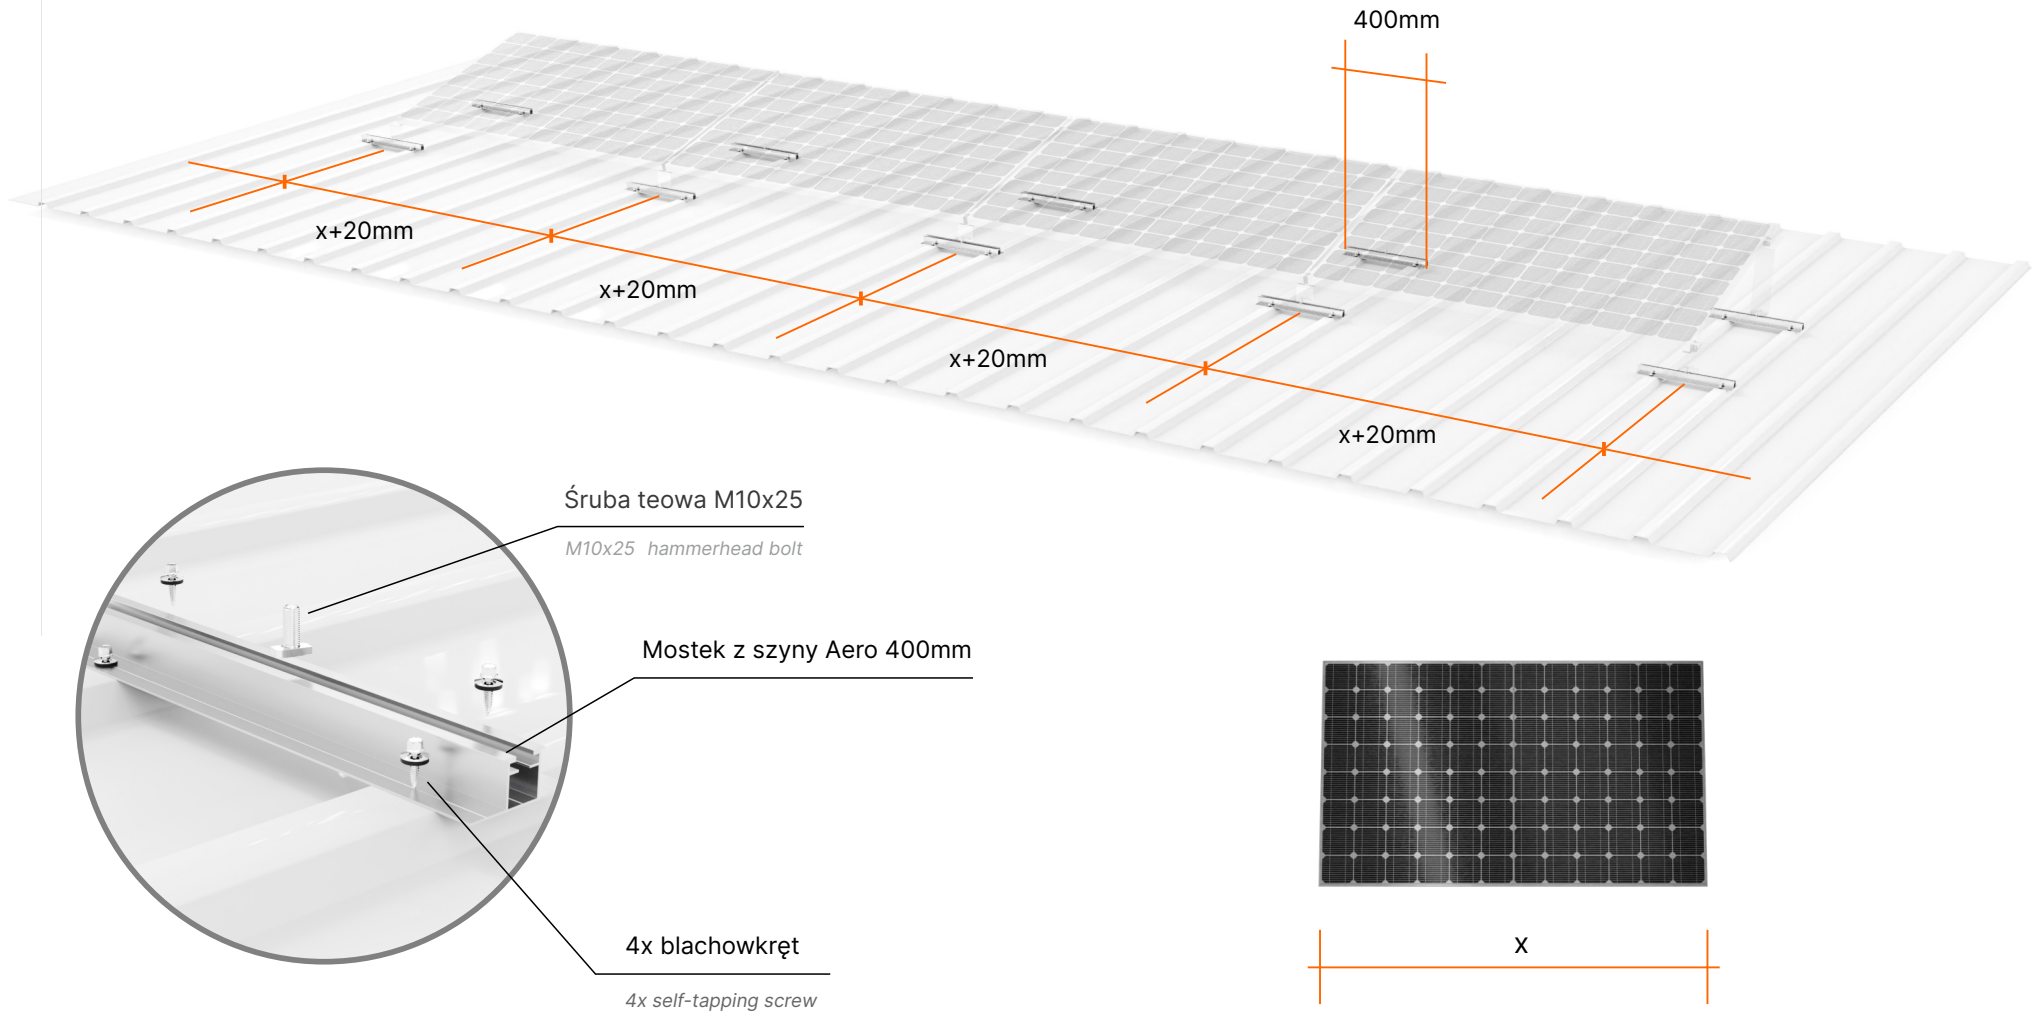 400mm
x+20mm
x+20mm
x+20mm
x+20mm
Śruba teowa M10x25
M10x25 hammerhead bolt
Mostek z szyny Aero 400mm
4x blachowkręt
4x self-tapping screw
x